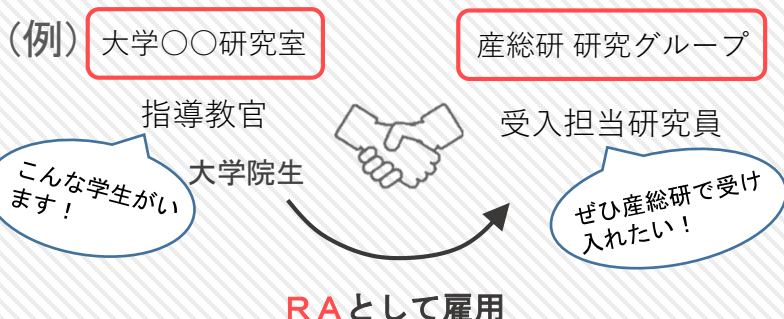 （例）
大学〇〇研究室
産総研 研究グループ
指導教官
受入担当研究員
大学院生
こんな学生がい
ます！
ぜひ産総研で受け
入れたい！
ＲＡとして雇用